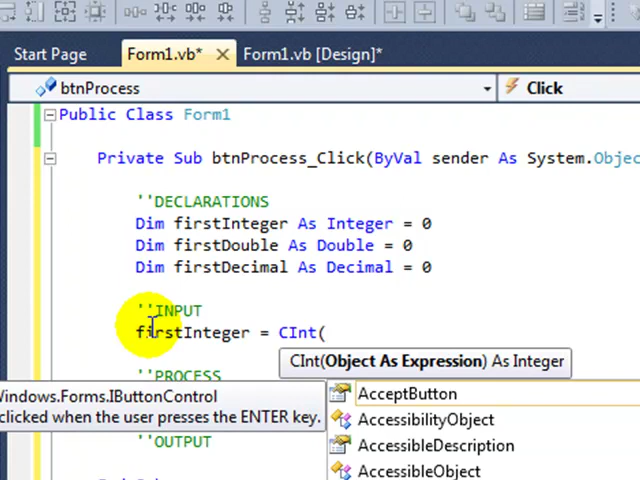 Start Page Form1.vb* Form1.vb [Design]*
btnProcess Click
Public Class Form1
Private Sub btnProcess_Click(ByVal sender As System.Objec
''DECLARATIONS
Dim firstInteger As Integer = 0
Dim firstDouble As Double = 0
Dim firstDecimal As Decimal = 0
''INPUT
firstInteger = CInt(
CInt(Object As Expression) As Integer
''PROCESS
Windows.Forms.IButtonControl
clicked when the user presses the ENTER key.
AcceptButton
AccessibilityObject
AccessibleDescription
AccessibleObject
''OUTPUT